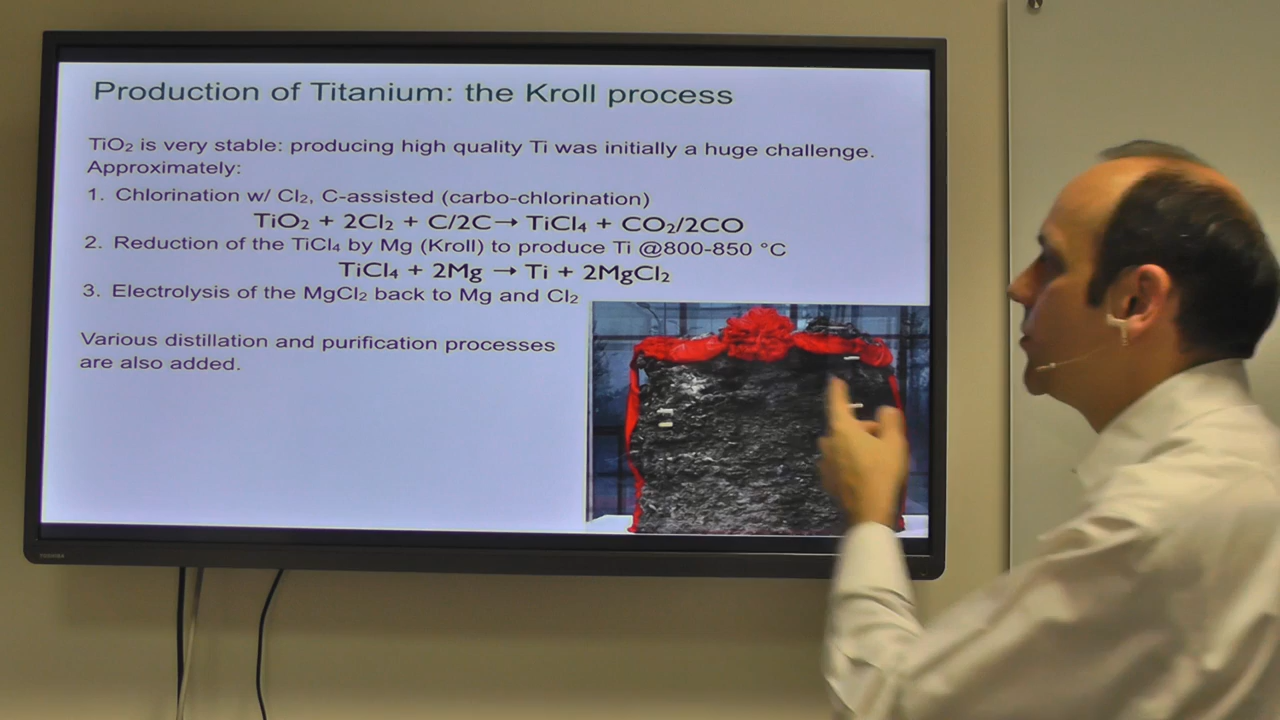 Production of Titanium: the Kroll process
TiO₂ is very stable: producing high quality Ti was initially a huge challenge.
Approximately:
1. Chlorination w/ Cl₂, C-assisted (carbo-chlorination)
TiO₂ + 2Cl₂ + C/2C→ TiCl₄ + CO₂/2CO
2. Reduction of the TiCl₄ by Mg (Kroll) to produce Ti @800-850 °C
TiCl₄ + 2Mg → Ti + 2MgCl₂
3. Electrolysis of the MgCl₂ back to Mg and Cl₂
Various distillation and purification processes
are also added.
TOSHIBA